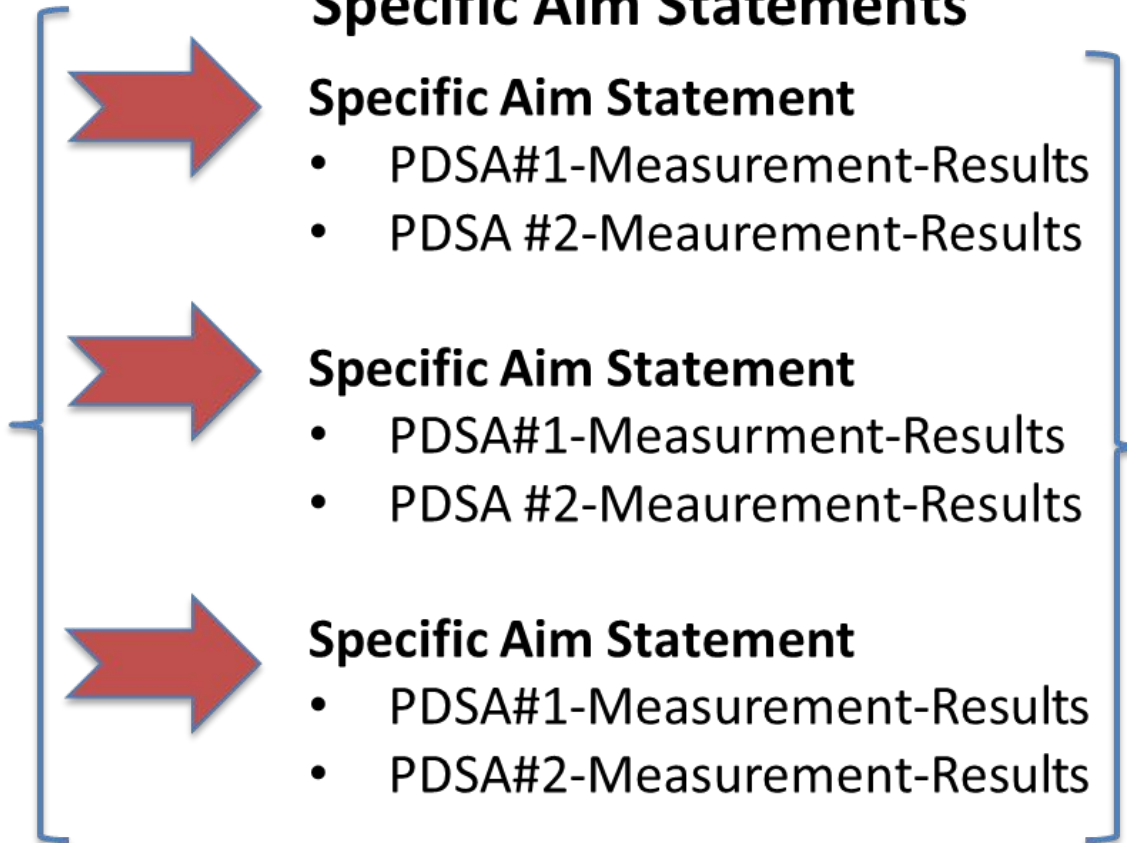 Specific Aim Statements
Specific Aim Statement
• PDSA#1-Measurement-Results
• PDSA #2-Meaurement-Results
Specific Aim Statement
• PDSA#1-Measurment-Results
• PDSA #2-Meaurement-Results
Specific Aim Statement
• PDSA#1-Measurement-Results
• PDSA#2-Measurement-Results